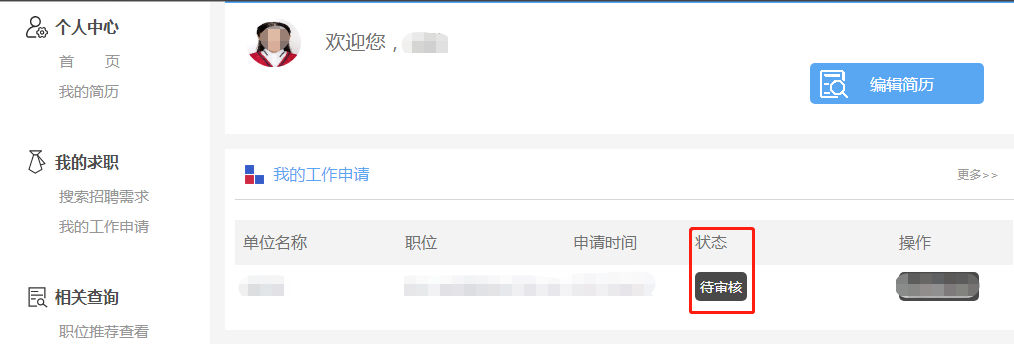 个人中心
首 页
我的简历
我的求职
搜索招聘需求
我的工作申请
相关查询
职位推荐查看
欢迎您，
编辑简历
我的工作申请
更多>>
单位名称 职位 申请时间 状态 操作
待审核